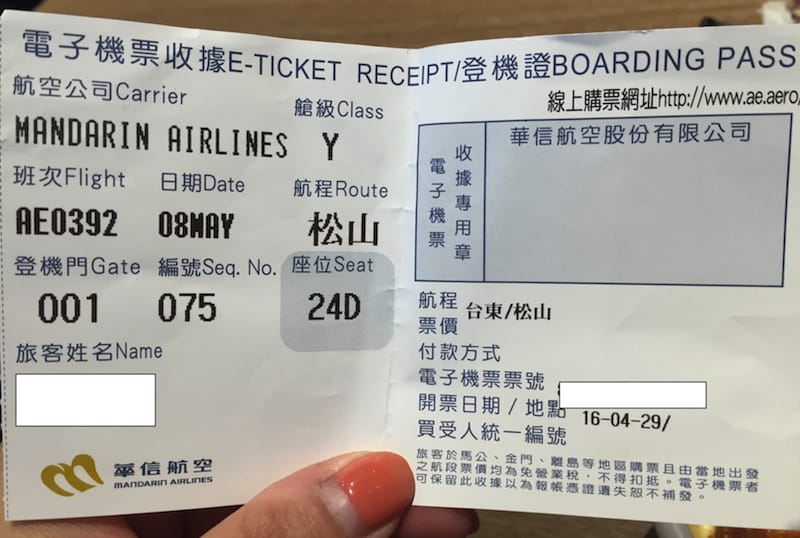 電子機票收據E-TICKET RECEIPT/登機證BOARDING PASS
航空公司Carrier
艙級Class
MANDARIN AIRLINES Y
班次Flight 日期Date 航程Route
AE0392 08MAY 松山
登機門Gate 編號Seq. No. 座位Seat
001 075 24D
旅客姓名Name
華信航空
MANDARIN AIRLINES
線上購票網址http://www.ae.aero/
華信航空股份有限公司
電子機票
收據專用章
航程 台東/松山
票價
付款方式
電子機票票號
開票日期/地點 16-04-29/
買受人統一編號
旅客於馬公、金門、離島等地區購票且由當地出發
之航段票價均為免營業稅,不得扣抵。電子機票者
可保留此收據以為報帳憑證遺失恕不補發。